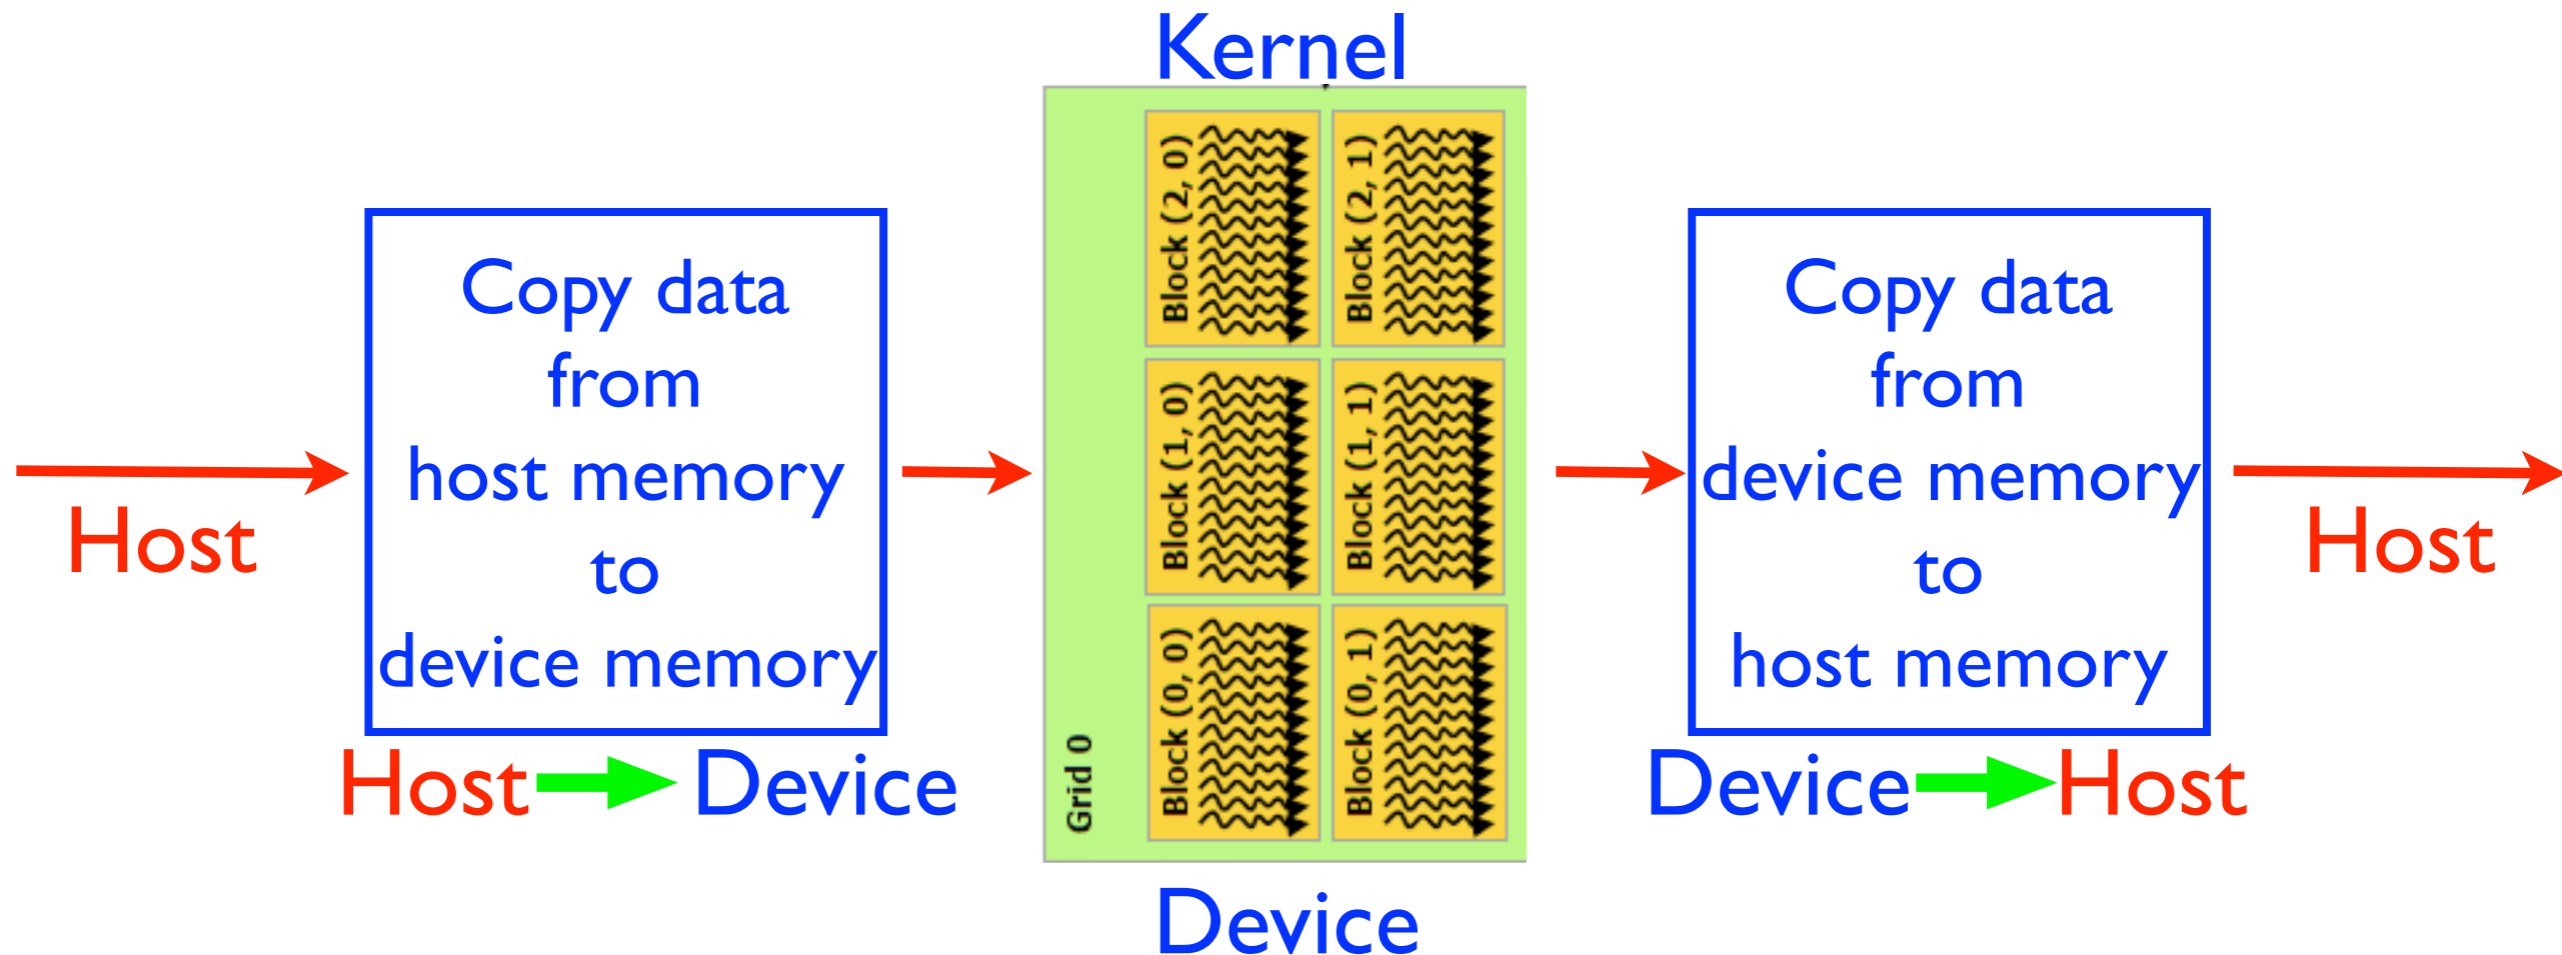 Kernel
Host
Copy data
from
host memory
to
device memory
Host
Device
Grid 0
Block (2, 0)
Block (2, 1)
Block (1, 0)
Block (1, 1)
Block (0, 0)
Block (0, 1)
Device
Copy data
from
device memory
to
host memory
Device
Host
Host